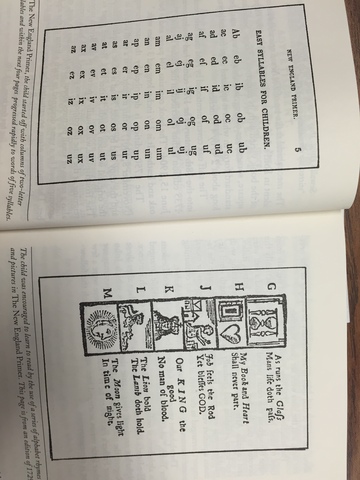 NEW ENGLAND PRIMER. 5
EASY SYLLABLES FOR CHILDREN.
Ab eb ib ob ub
ac ec ic oc uc
ad ed id od ud
af ef if of uf
ag eg ig og ug
aj ej ij oj uj
al el il ol ul
am em im om um
an en in on un
ap ep ip op up
ar er ir or ur
as es is os us
at et it ot ut
av ev iv ov uv
ax ex ix ox ux
az ez iz oz uz
The New England Primer, the child started off with columns of two-letter
and within the next four pages progressed rapidly to words of five syllables.
G
As runs the Glass
Mans life doth pass.
H
My Book and Heart
Shall never part.
J
Job feels the Rod
Yet blesses GOD.
K
Our KING the
good
No man of blood.
L
The Lion bold
The Lamb doth hold.
M
The Moon gives light
In time of night.
The child was encouraged to learn to read by the use of a series of alphabet rhymes
and pictures in The New England Primer. This page is from an edition of